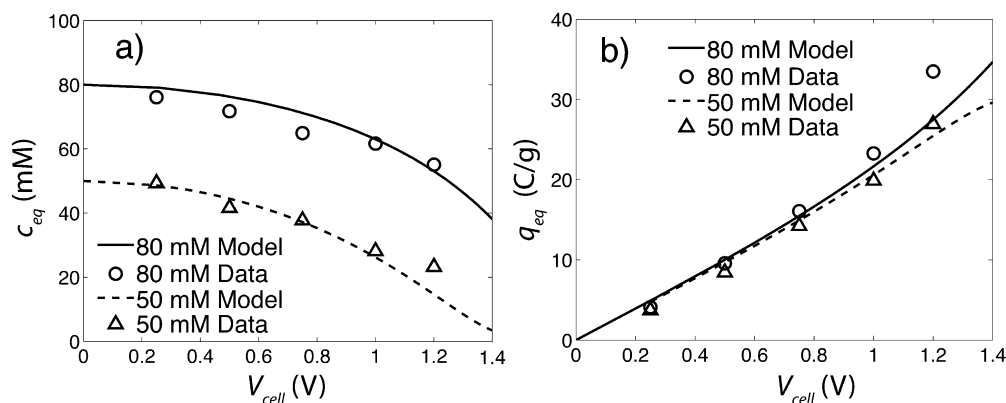 a)
100
80
60
40
20
0
c_eq (mM)
80 mM Model
80 mM Data
50 mM Model
50 mM Data
0 0.2 0.4 0.6 0.8 1 1.2 1.4
V_cell (V)
b)
40
30
20
10
0
q_eq (C/g)
80 mM Model
80 mM Data
50 mM Model
50 mM Data
0 0.2 0.4 0.6 0.8 1 1.2 1.4
V_cell (V)